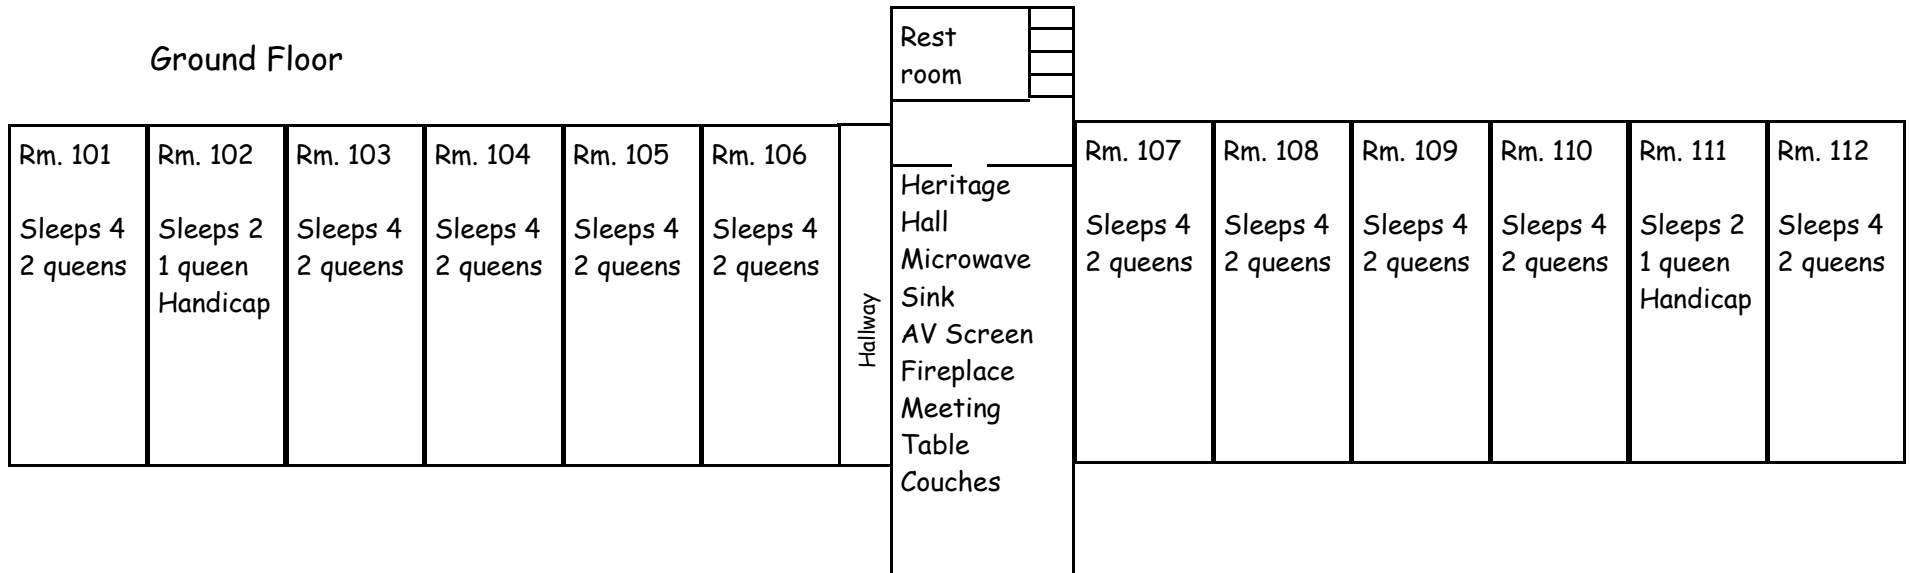 Ground Floor
Rest
room
Rm. 101
Sleeps 4
2 queens
Rm. 102
Sleeps 2
1 queen
Handicap
Rm. 103
Sleeps 4
2 queens
Rm. 104
Sleeps 4
2 queens
Rm. 105
Sleeps 4
2 queens
Rm. 106
Sleeps 4
2 queens
Hallway
Heritage
Hall
Microwave
Sink
AV Screen
Fireplace
Meeting
Table
Couches
Rm. 107
Sleeps 4
2 queens
Rm. 108
Sleeps 4
2 queens
Rm. 109
Sleeps 4
2 queens
Rm. 110
Sleeps 4
2 queens
Rm. 111
Sleeps 2
1 queen
Handicap
Rm. 112
Sleeps 4
2 queens